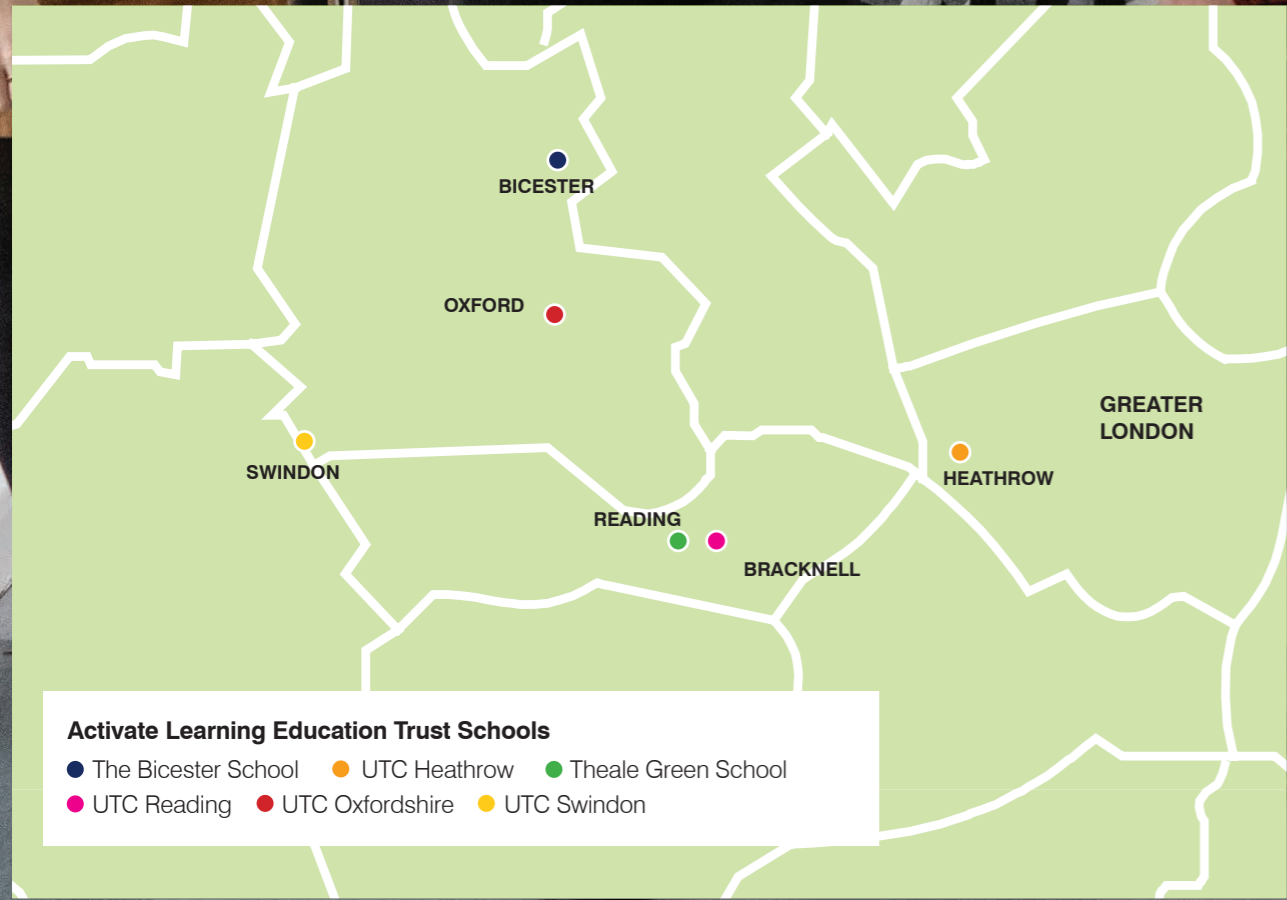 BICESTER
OXFORD
GREATER
LONDON
SWINDON
HEATHROW
READING
BRACKNELL
Activate Learning Education Trust Schools
The Bicester School UTC Heathrow Theale Green School
UTC Reading UTC Oxfordshire UTC Swindon